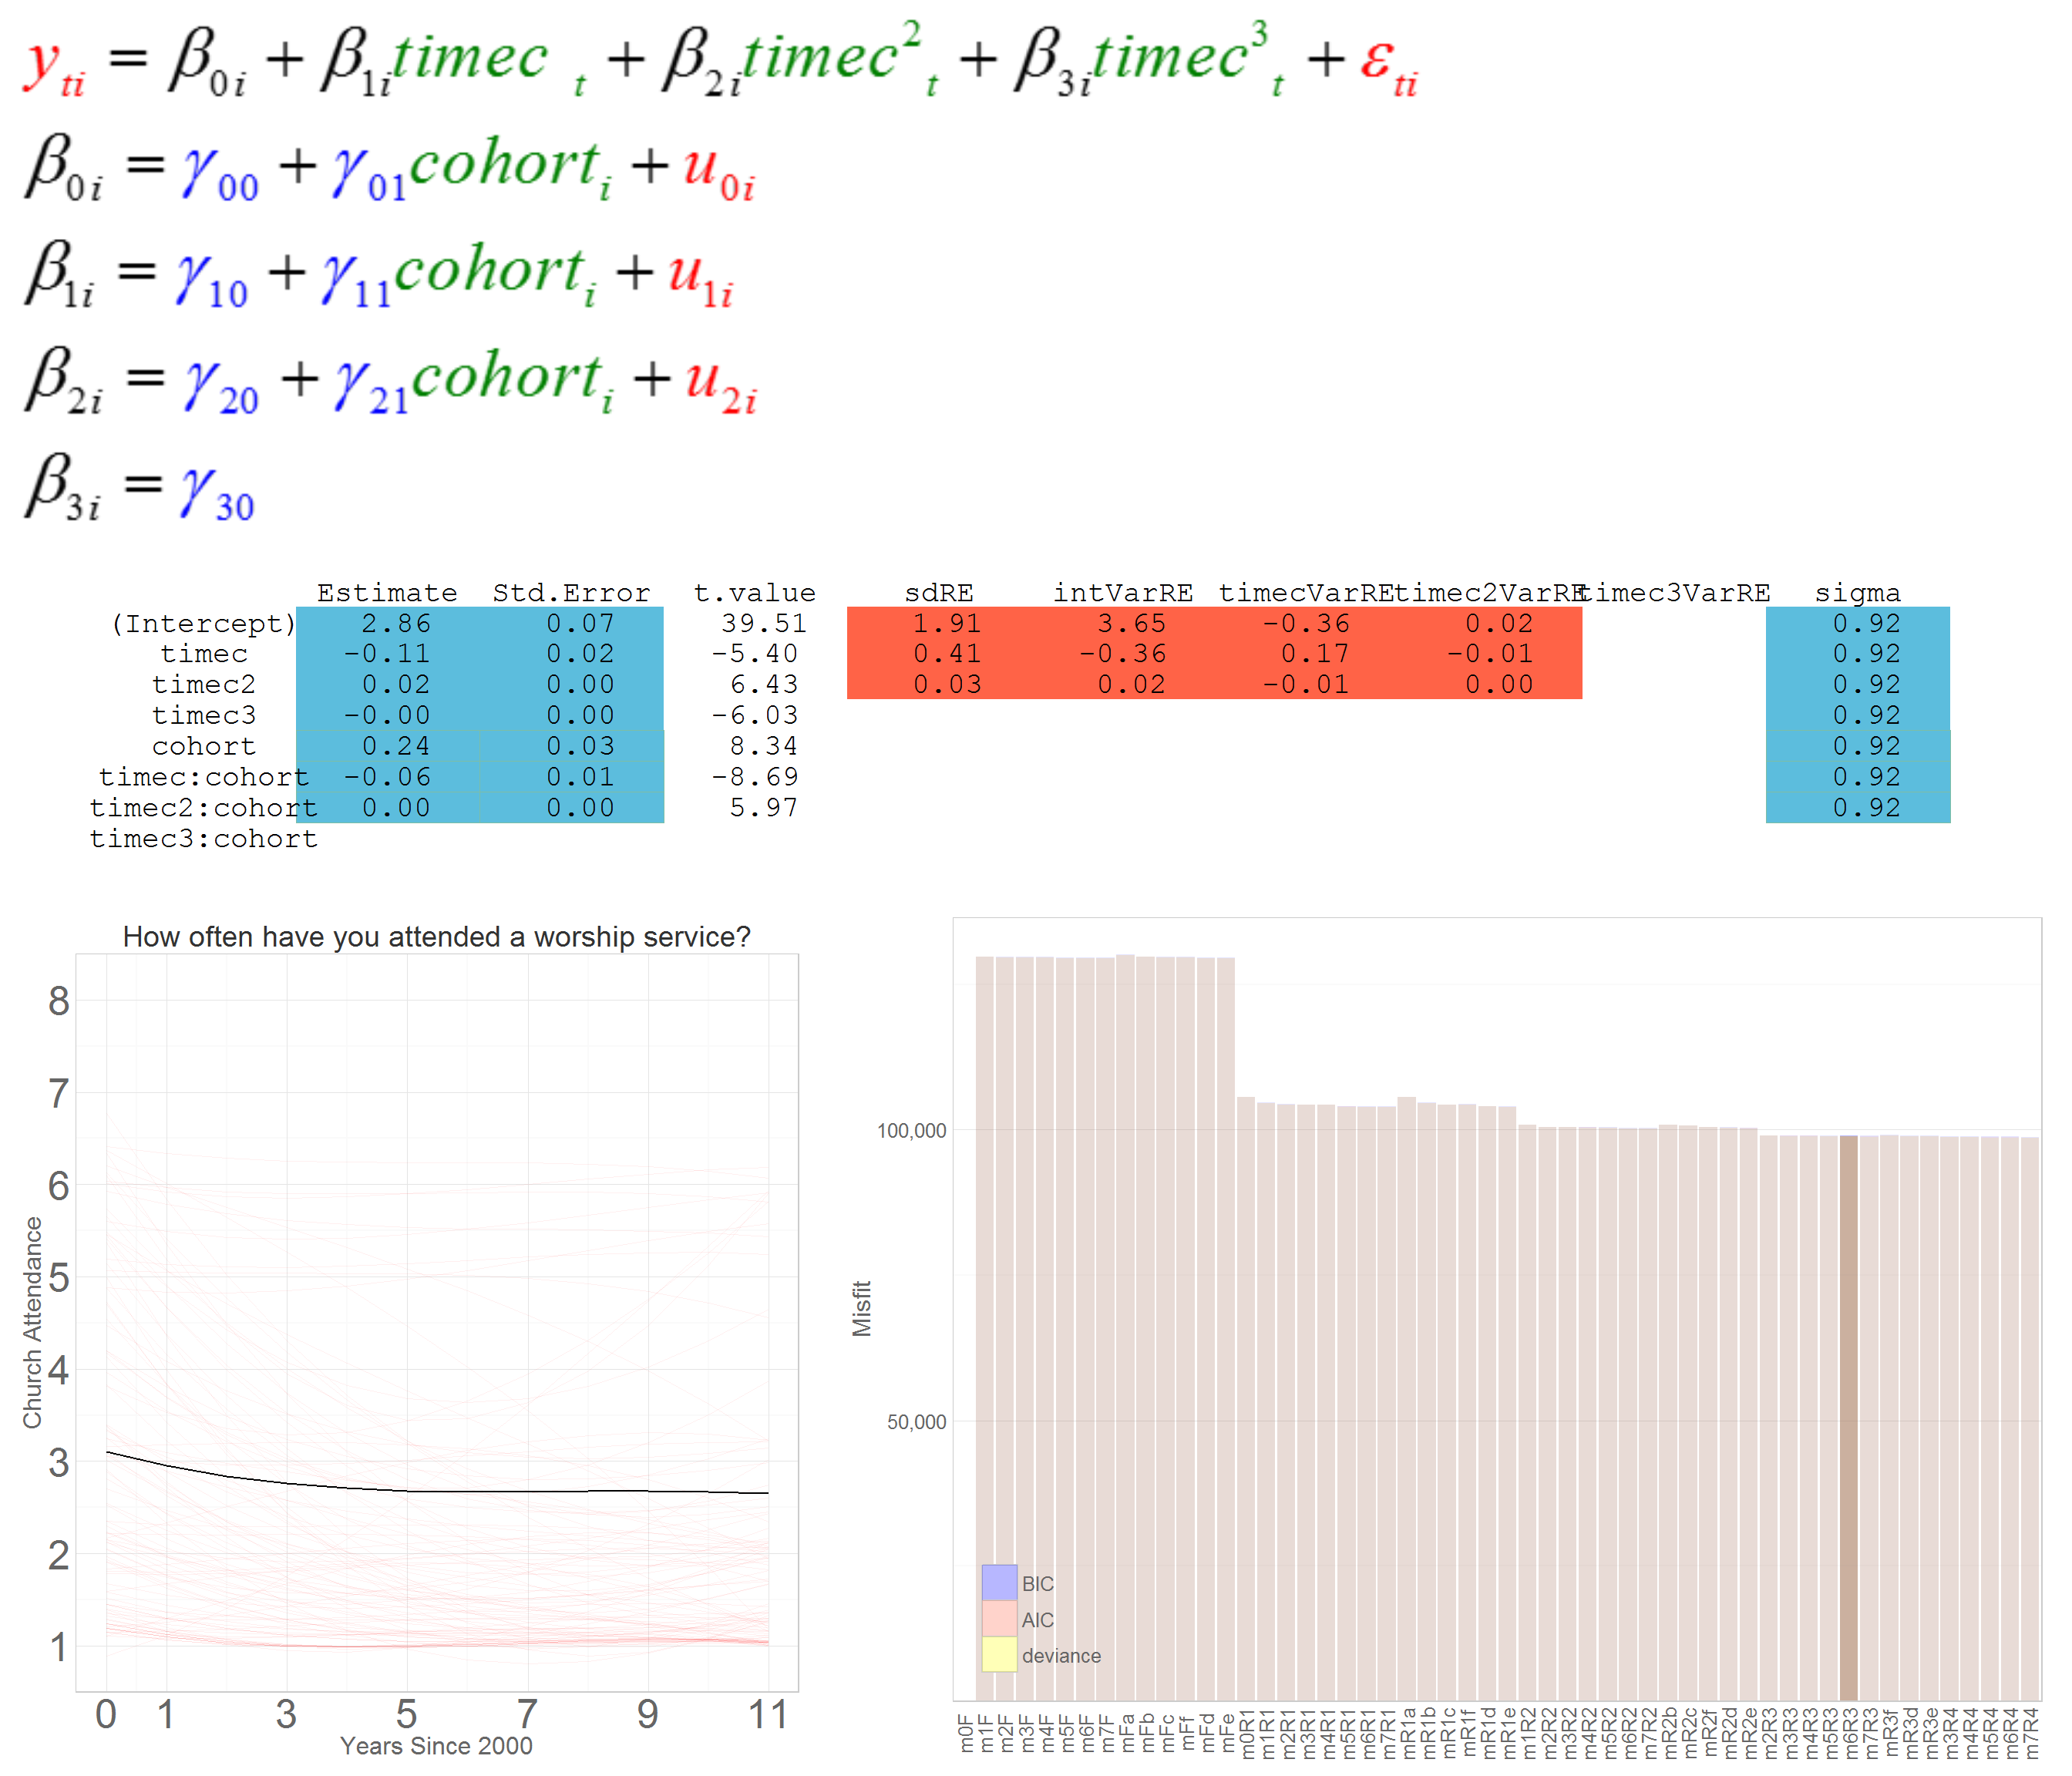 y_ti = β_0i + β_1i timec_t + β_2i timec²_t + β_3i timec³_t + ε_ti
β_0i = γ_00 + γ_01 cohort_i + u_0i
β_1i = γ_10 + γ_11 cohort_i + u_1i
β_2i = γ_20 + γ_21 cohort_i + u_2i
β_3i = γ_30
Estimate Std.Error t.value sdRE intVarRE timecVarRE timec2VarRE timec3VarRE sigma
(Intercept) 2.86 0.07 39.51 1.91 3.65 -0.36 0.02 0.92
timec -0.11 0.02 -5.40 0.41 -0.36 0.17 -0.01 0.92
timec2 0.02 0.00 6.43 0.03 0.02 -0.01 0.00 0.92
timec3 -0.00 0.00 -6.03 0.92
cohort 0.24 0.03 8.34 0.92
timec:cohort -0.06 0.01 -8.69 0.92
timec2:cohort 0.00 0.00 5.97 0.92
timec3:cohort
How often have you attended a worship service?
8
7
6
5
4
3
2
1
Church Attendance
0 1 3 5 7 9 11
Years Since 2000
100,000
50,000
Misfit
BIC
AIC
deviance
m0F m1F m2F m3F m4F m5F m6F m7F mFa mFb mFc mFf mFd mFe m0R1 m1R1 m2R1 m3R1 m4R1 m5R1 m6R1 m7R1 mR1a mR1b mR1c mR1f mR1d mR1e m1R2 m2R2 m3R2 m4R2 m5R2 m6R2 m7R2 mR2b mR2c mR2f mR2d mR2e m2R3 m3R3 m4R3 m5R3 m6R3 m7R3 mR3f mR3d mR3e m3R4 m4R4 m5R4 m6R4 m7R4